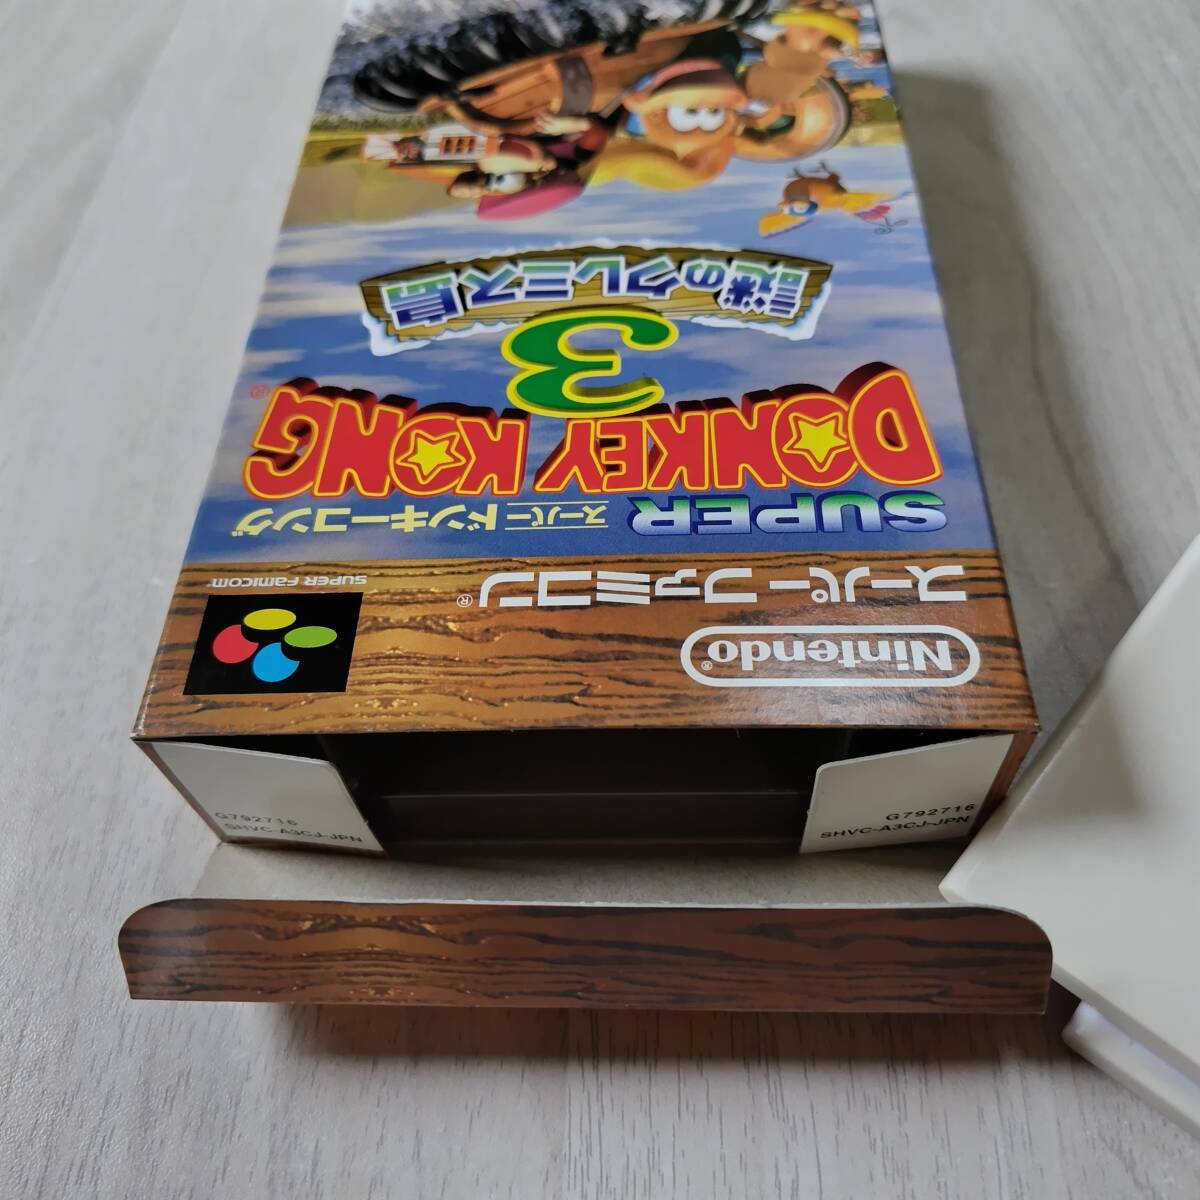 Nintendo®
スーパーファミコン®
SUPER FAMICOM™
SUPER
スーパードンキーコング
DONKEY KONG®
3
謎のクレミス島
G792716
SHVC-A3CJ-JPN
G792716
SHVC-A3CJ-JPN